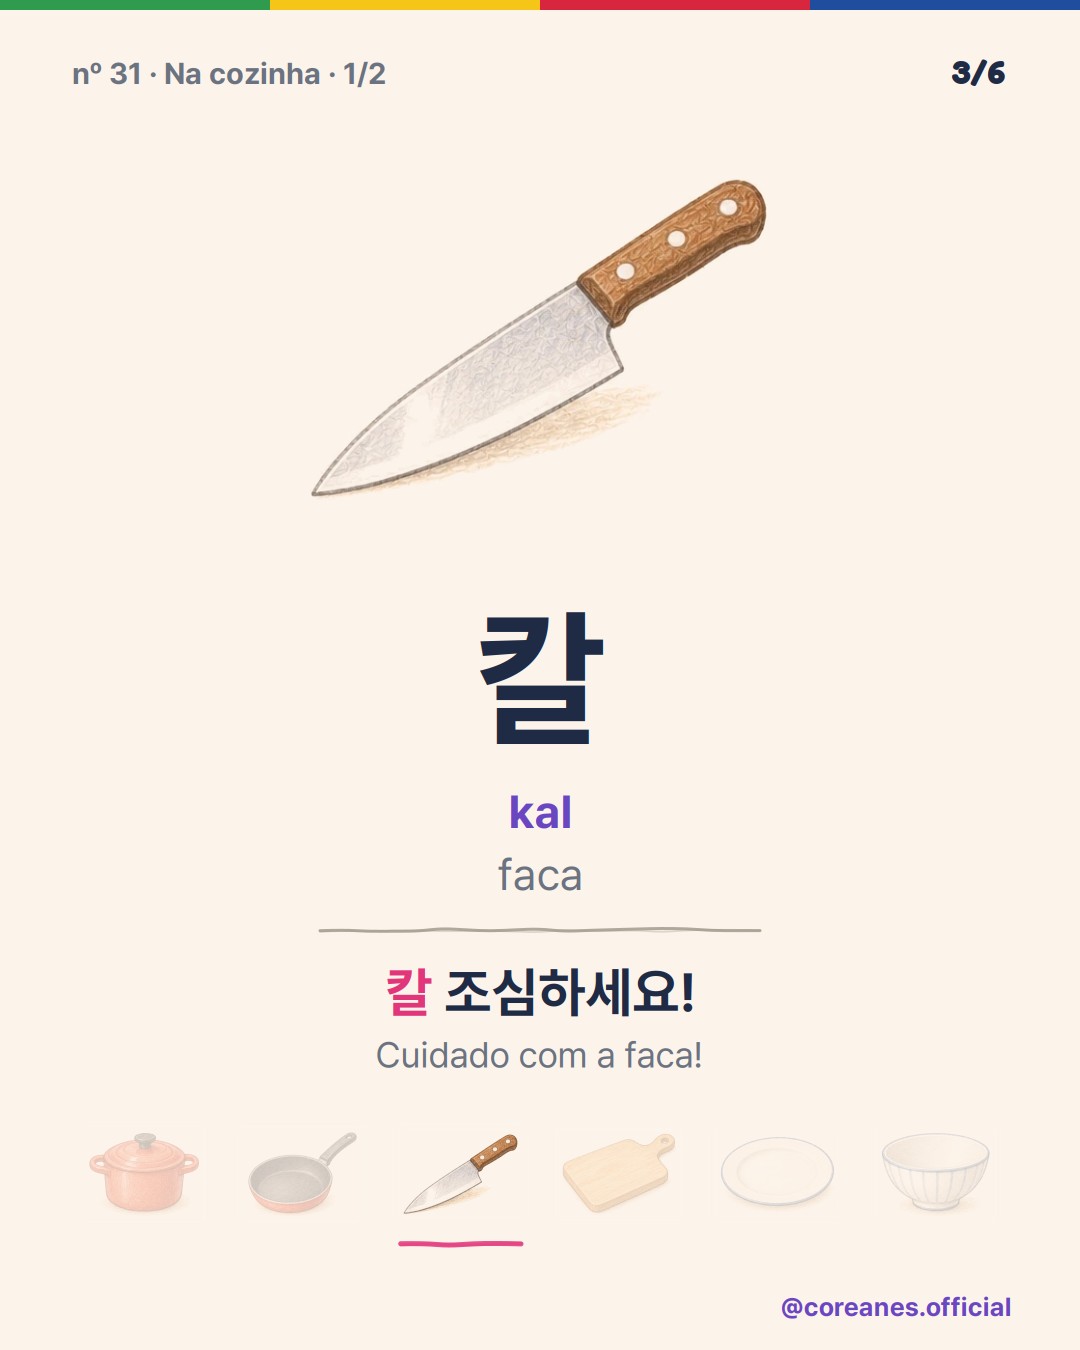 nº 31 · Na cozinha · 1/2
3/6
칼
kal
faca
칼 조심하세요!
Cuidado com a faca!
@coreanes.official